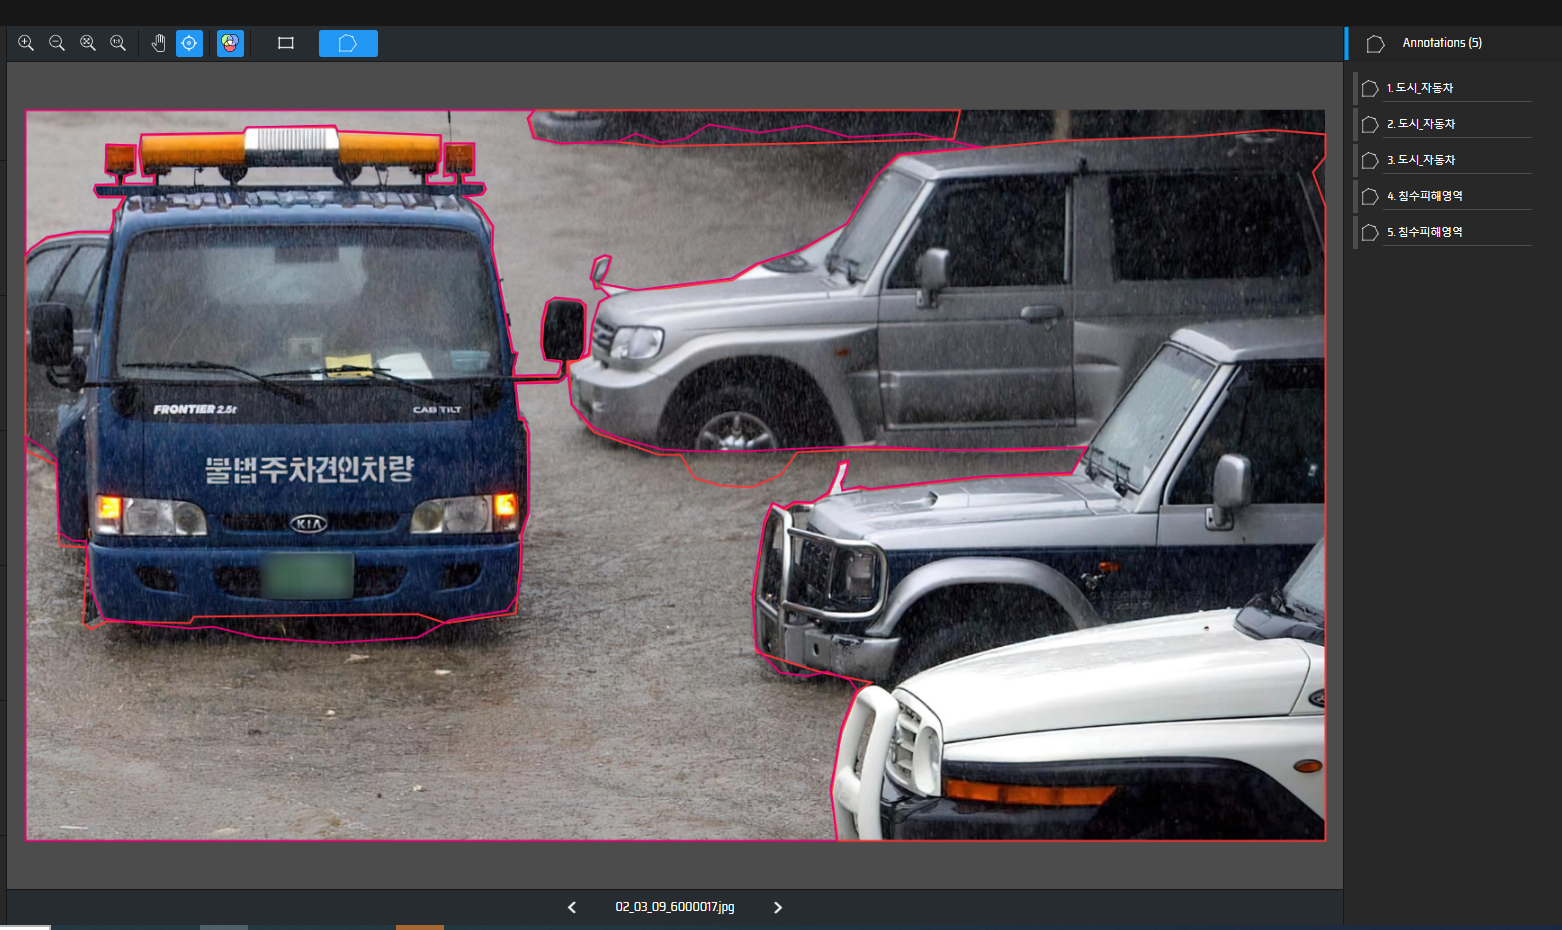 Annotations (5)
1. 도시_자동차
2. 도시_자동차
3. 도시_자동차
4. 침수피해영역
5. 침수피해영역
FRONTIER 2.5t
CAB TILT
불법주차견인차량
KIA
02_03_09_6000017.jpg